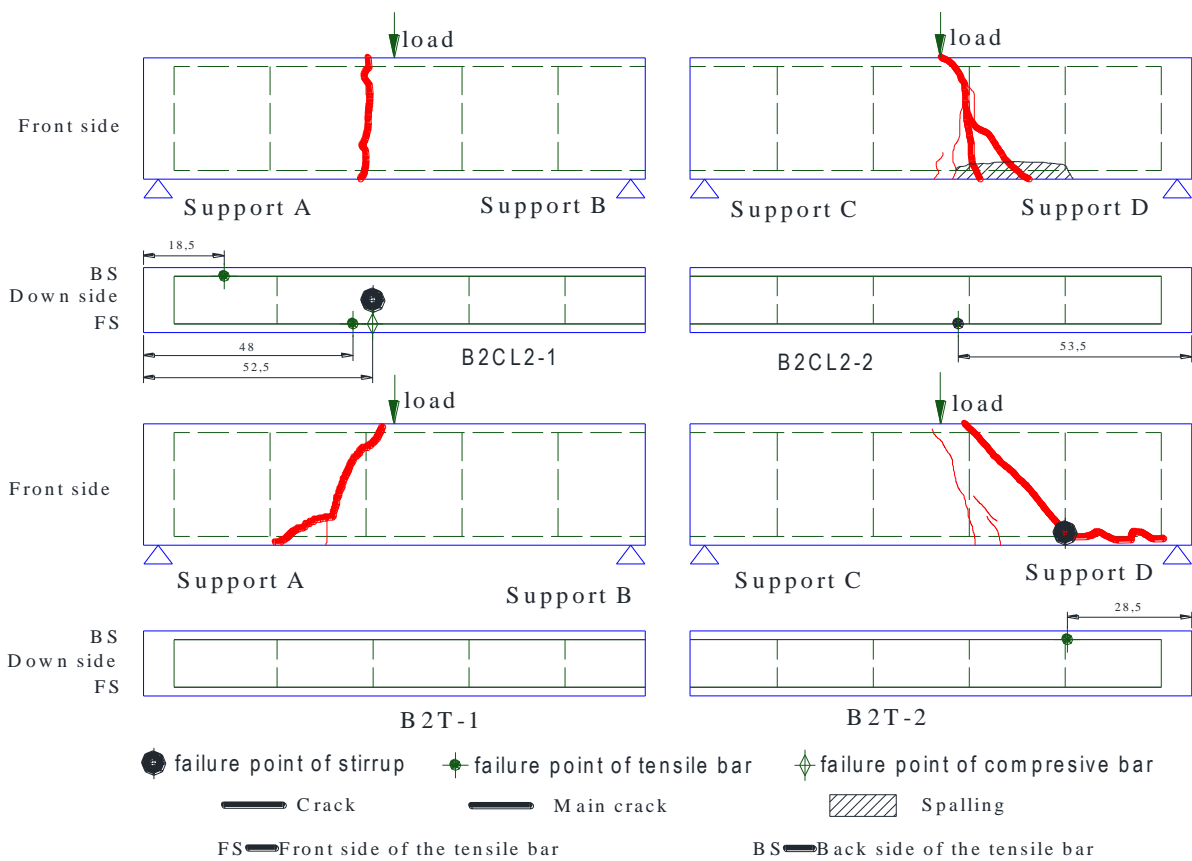 load
load
Front side
Support A
Support B
Support C
Support D
18,5
BS
Down side
FS
48
52,5
B2CL2-1
B2CL2-2
53,5
load
load
Front side
Support A
Support B
Support C
Support D
28,5
BS
Down side
FS
B2T-1
B2T-2
failure point of stirrup
failure point of tensile bar
failure point of compresive bar
Crack
Main crack
Spalling
FS Front side of the tensile bar
BS Back side of the tensile bar